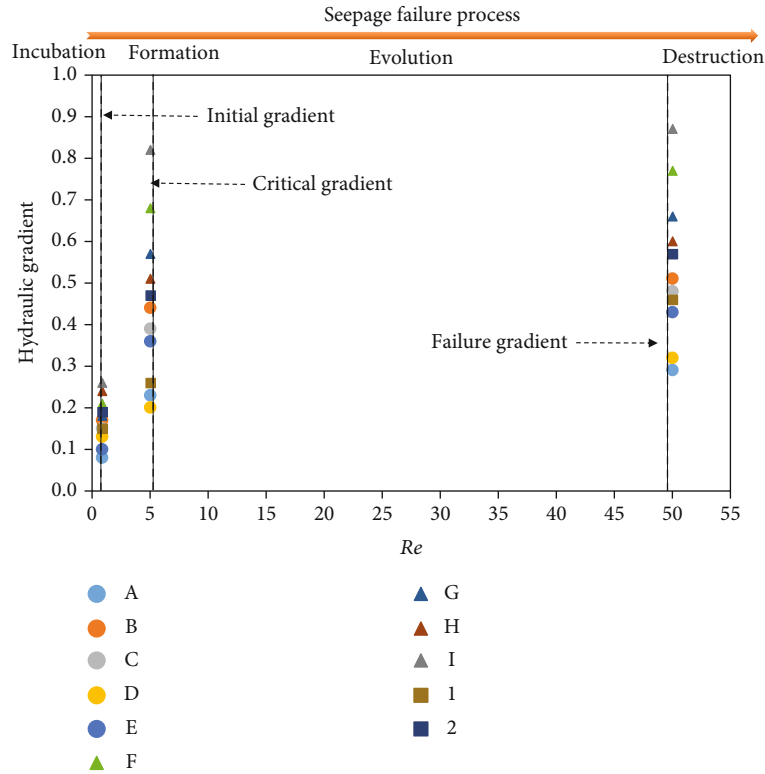 Seepage failure process
Incubation
Formation
Evolution
Destruction
Initial gradient
Critical gradient
Failure gradient
Hydraulic gradient
1.0
0.9
0.8
0.7
0.6
0.5
0.4
0.3
0.2
0.1
0.0
0 5 10 15 20 25 30 35 40 45 50 55
Re
A
B
C
D
E
F
G
H
I
1
2